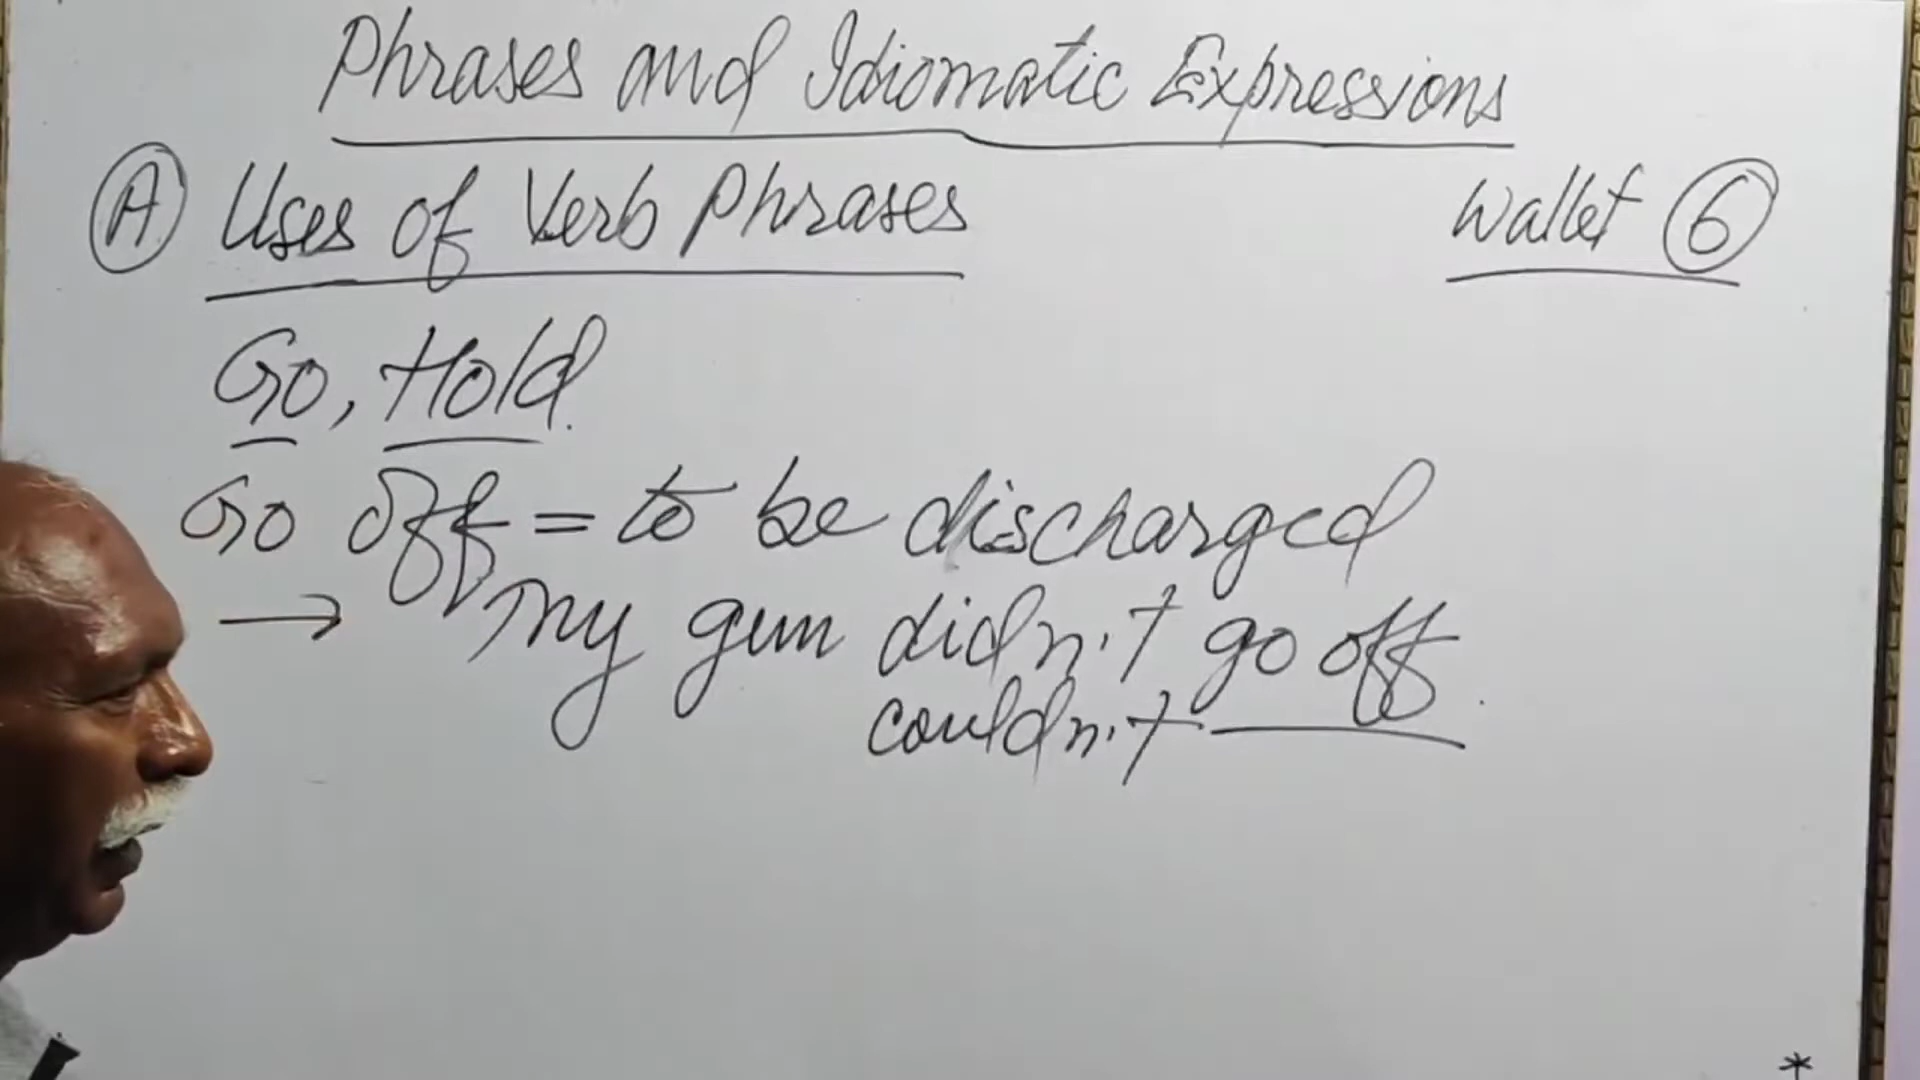 Phrases and Idiomatic Expressions
A Uses of Verb Phrases
Wallet 6
Go, Hold.
Go off = to be discharged
→ My gun didn't go off.
couldn't
*